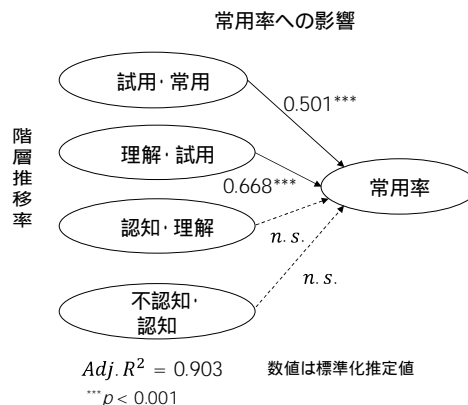 常用率への影響
試用・常用
0.501***
階層推移率
理解・試用
0.668***
常用率
認知・理解
n.s.
n.s.
不認知・
認知
Adj.R² = 0.903
数値は標準化推定値
***p < 0.001